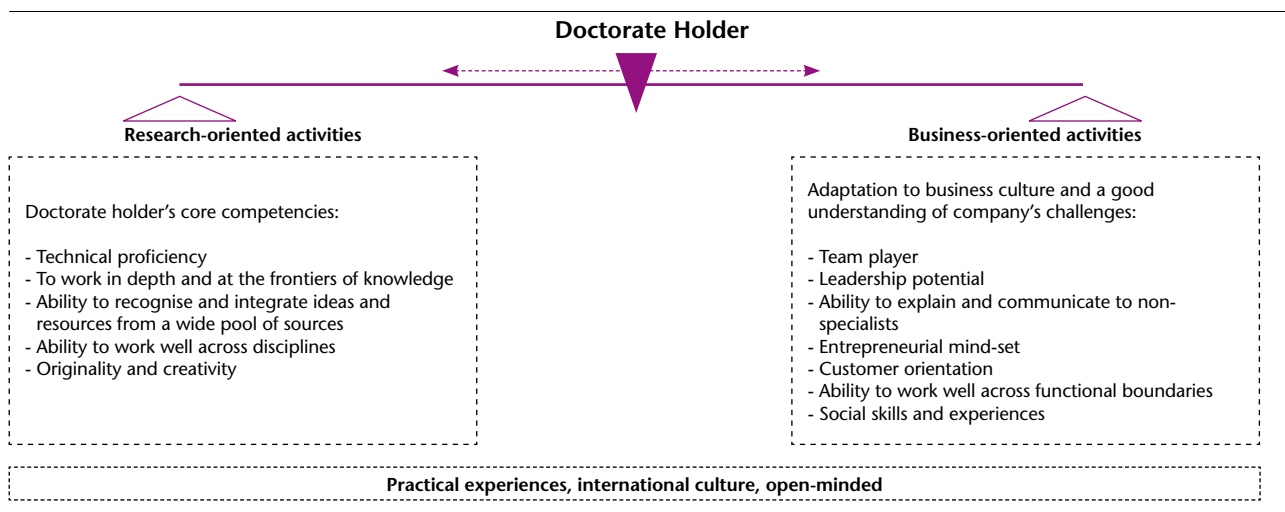 Doctorate Holder
Research-oriented activities
Doctorate holder’s core competencies:
- Technical proficiency
- To work in depth and at the frontiers of knowledge
- Ability to recognise and integrate ideas and
resources from a wide pool of sources
- Ability to work well across disciplines
- Originality and creativity
Business-oriented activities
Adaptation to business culture and a good
understanding of company’s challenges:
- Team player
- Leadership potential
- Ability to explain and communicate to non-
specialists
- Entrepreneurial mind-set
- Customer orientation
- Ability to work well across functional boundaries
- Social skills and experiences
Practical experiences, international culture, open-minded